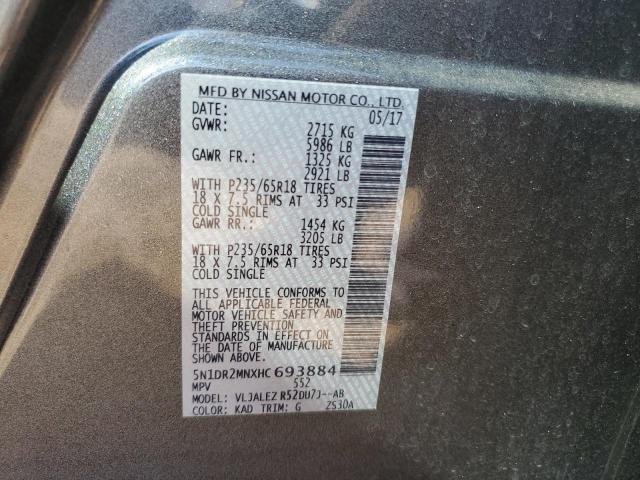 MFD BY NISSAN MOTOR CO., LTD.
DATE: 05/17
GVWR: 2715 KG
5986 LB
GAWR FR.: 1325 KG
2921 LB
WITH P235/65R18 TIRES
18 X 7.5 RIMS AT 33 PSI
COLD SINGLE
GAWR RR.: 1454 KG
3205 LB
WITH P235/65R18 TIRES
18 X 7.5 RIMS AT 33 PSI
COLD SINGLE
THIS VEHICLE CONFORMS TO
ALL APPLICABLE FEDERAL
MOTOR VEHICLE SAFETY AND
THEFT PREVENTION
STANDARDS IN EFFECT ON
THE DATE OF MANUFACTURE
SHOWN ABOVE.
5N1DR2MNXHC693884
MPV 552
MODEL: VLJALEZ R52DU7J--AB
COLOR: KAD TRIM: G 2530A